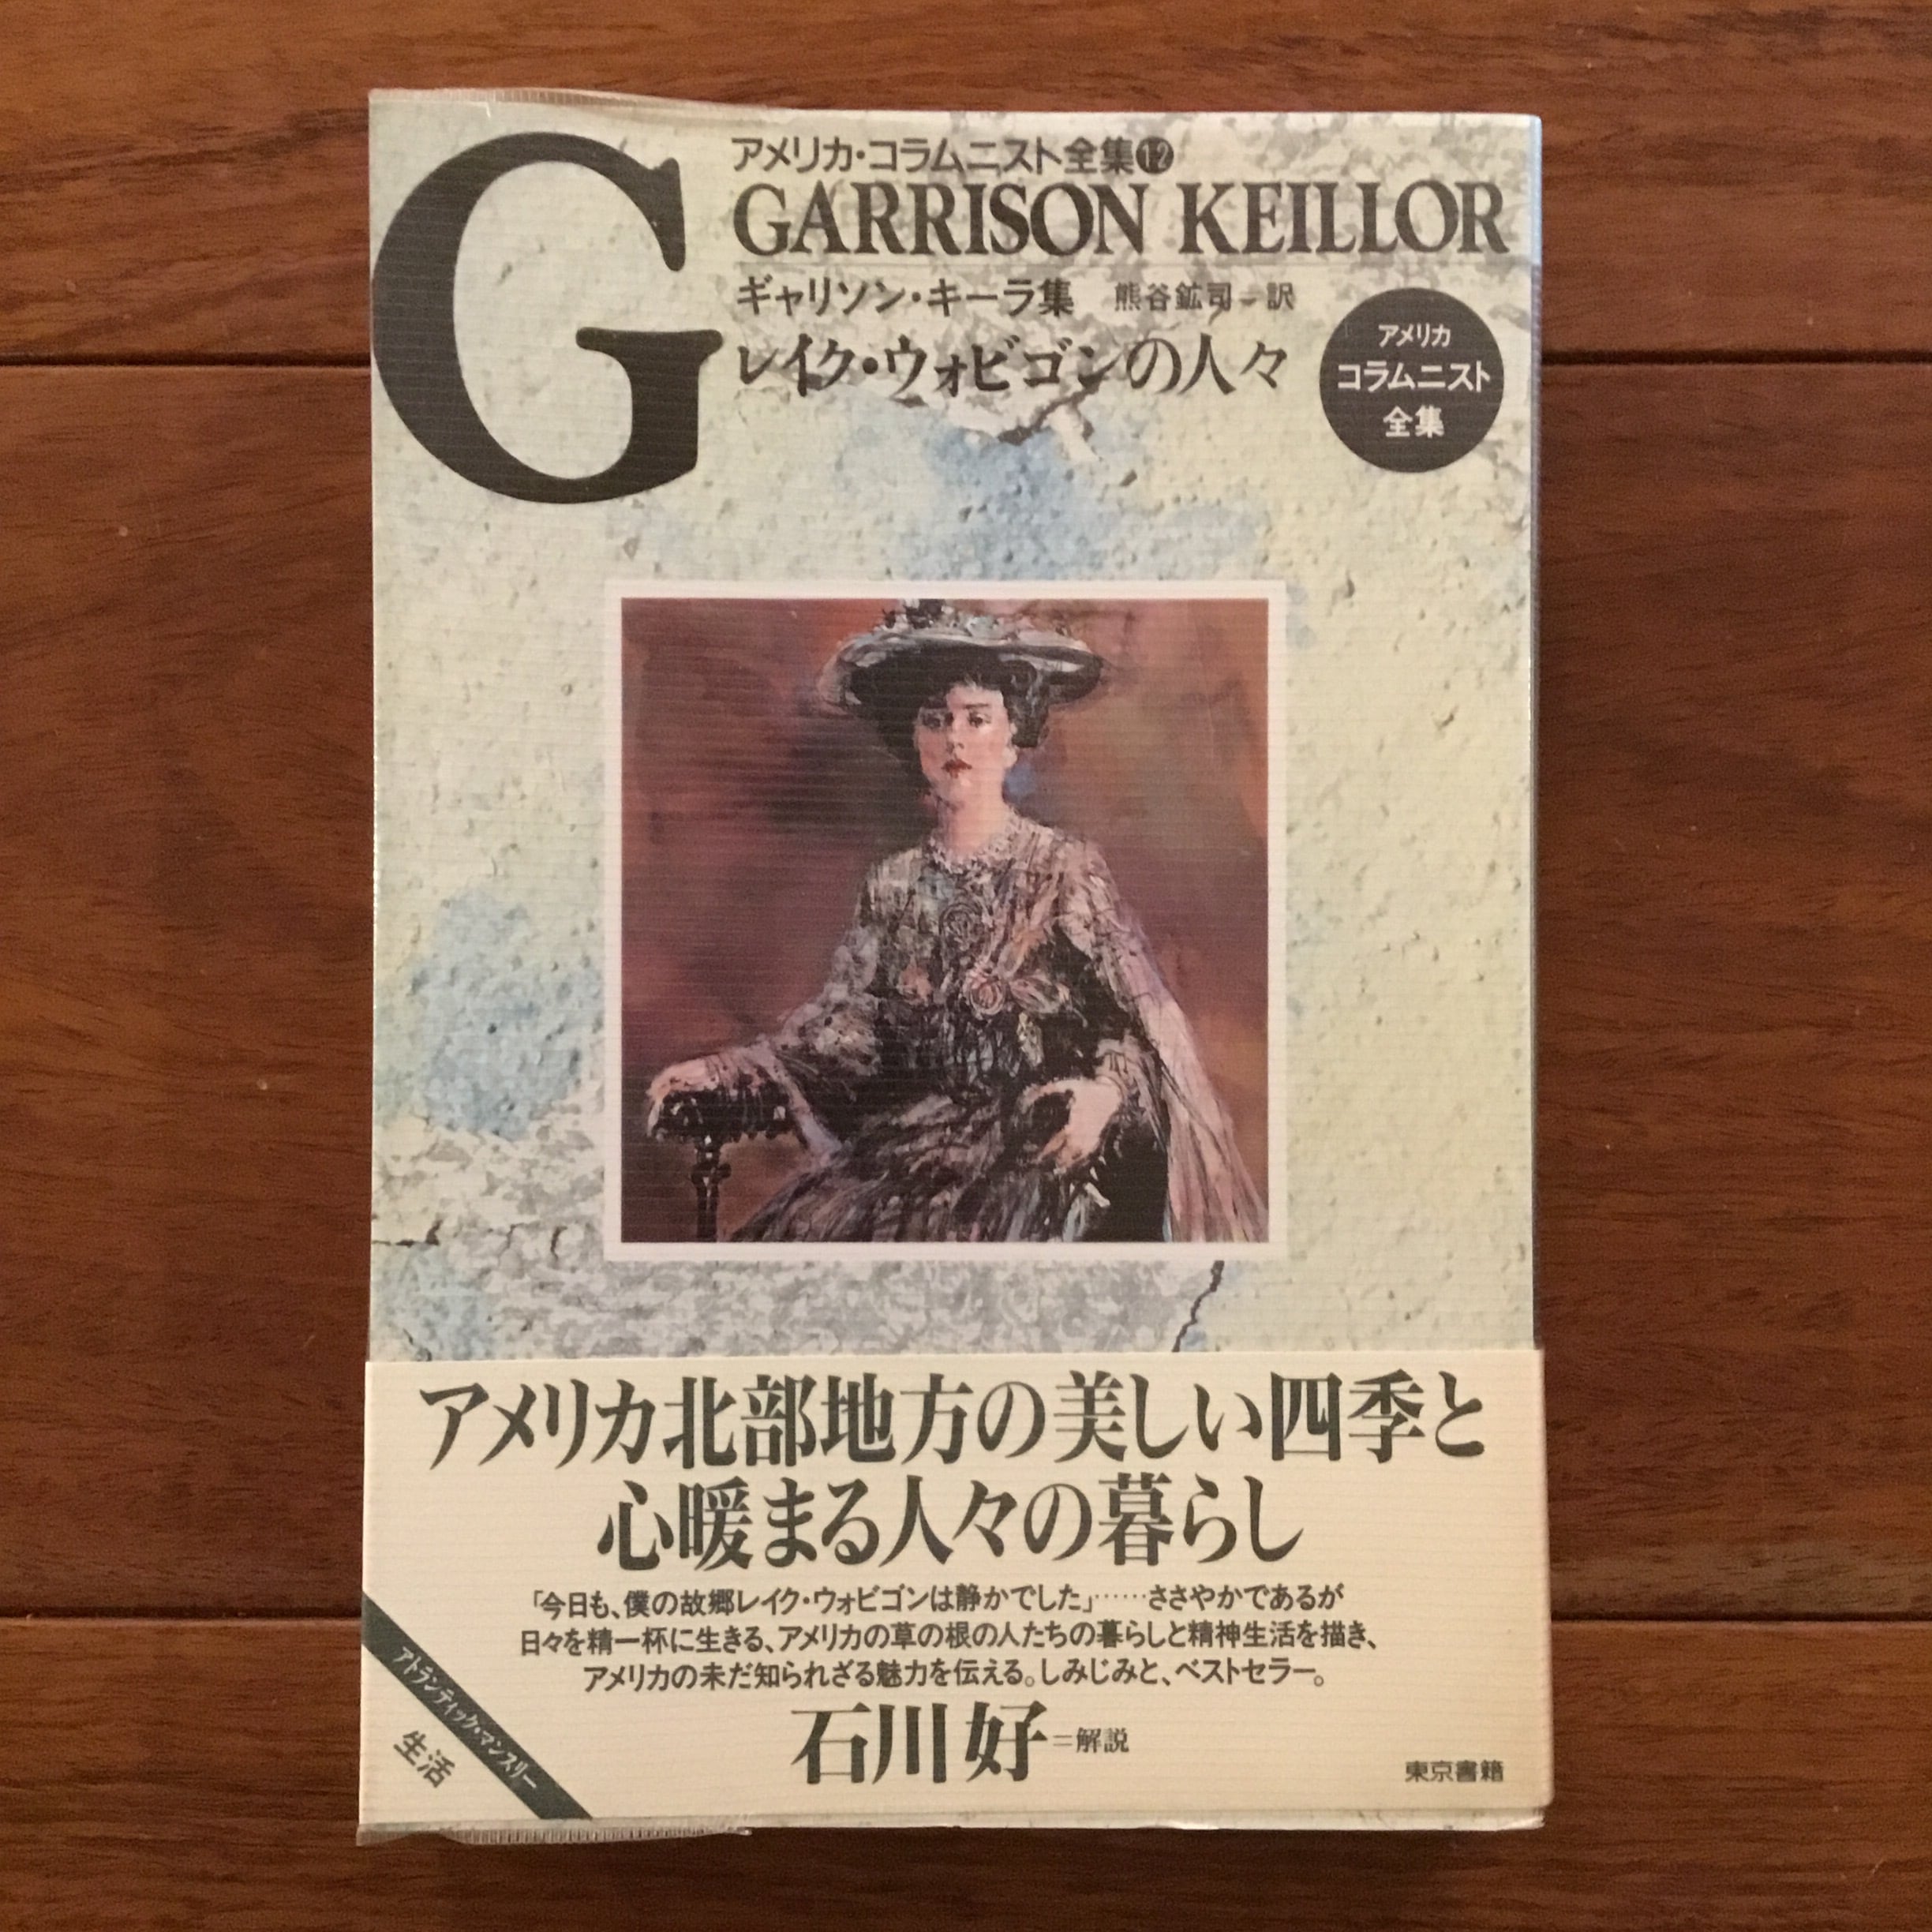 G
アメリカ・コラムニスト全集12
GARRISON KEILLOR
ギャリソン・キーラ集 熊谷鉱司=訳
レイク・ウォビゴンの人々
アメリカ
コラムニスト
全集
アメリカ北部地方の美しい四季と
心暖まる人々の暮らし
「今日も、僕の故郷レイク・ウォビゴンは静かでした」……ささやかであるが
日々を精一杯に生きる、アメリカの草の根の人たちの暮らしと精神生活を描き、
アメリカの未だ知られざる魅力を伝える。しみじみと、ベストセラー。
石川好=解説
アトランティック・マンスリー
生活
東京書籍